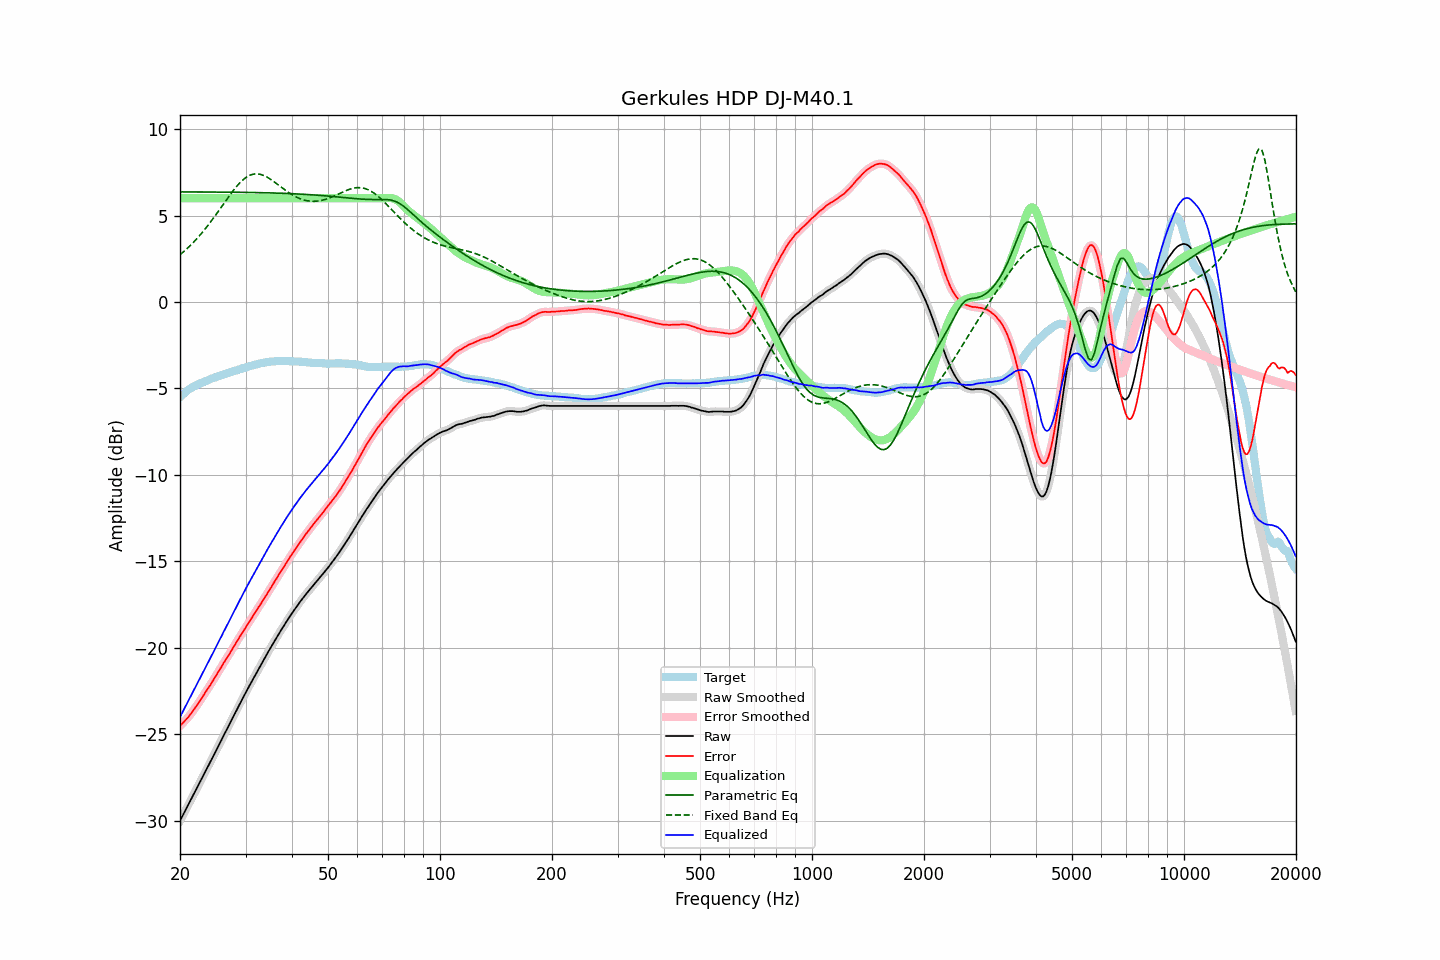 Gerkules HDP DJ-M40.1
Amplitude (dBr)
10
5
0
−5
−10
−15
−20
−25
−30
20
50
100
200
500
1000
2000
5000
10000
20000
Frequency (Hz)
Target
Raw Smoothed
Error Smoothed
Raw
Error
Equalization
Parametric Eq
Fixed Band Eq
Equalized